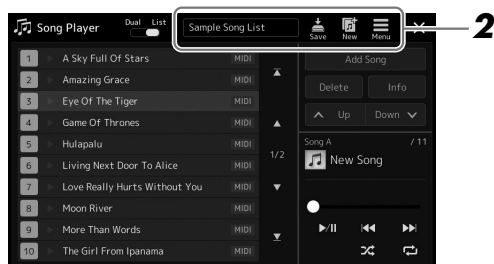 Song Player
Dual List
Sample Song List
Save
New
Menu
2
1 A Sky Full Of Stars MIDI
2 Amazing Grace MIDI
3 Eye Of The Tiger MIDI
4 Game Of Thrones MIDI
5 Hulapalu MIDI
6 Living Next Door To Alice MIDI
7 Love Really Hurts Without You MIDI
8 Moon River MIDI
9 More Than Words MIDI
10 The Girl From Ipanama MIDI
1/2
Add Song
Delete Info
Up Down
Song A / 11
New Song